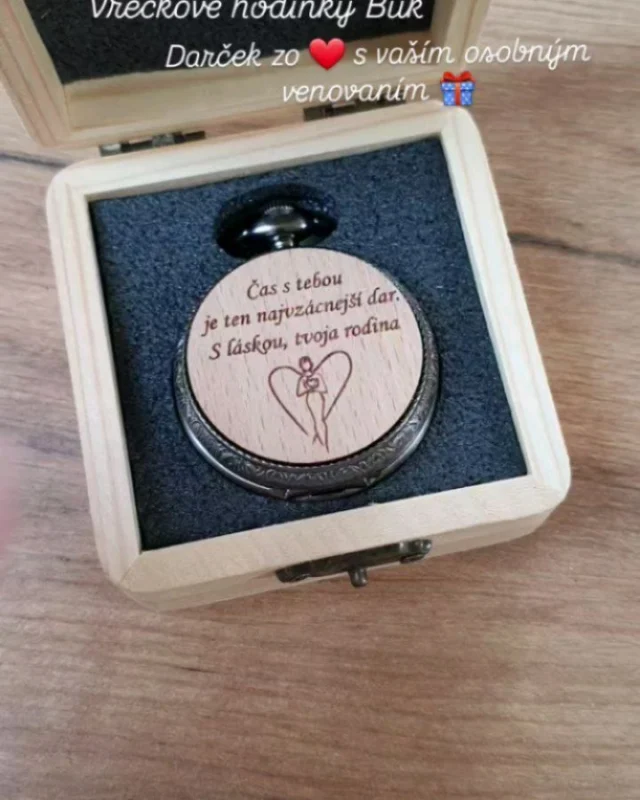 Vreckové hodinky Buk
Darček zo ❤️ s vaším osobným
venovaním 🎁
Čas s tebou
je ten najvzácnejší dar.
S láskou, tvoja rodina